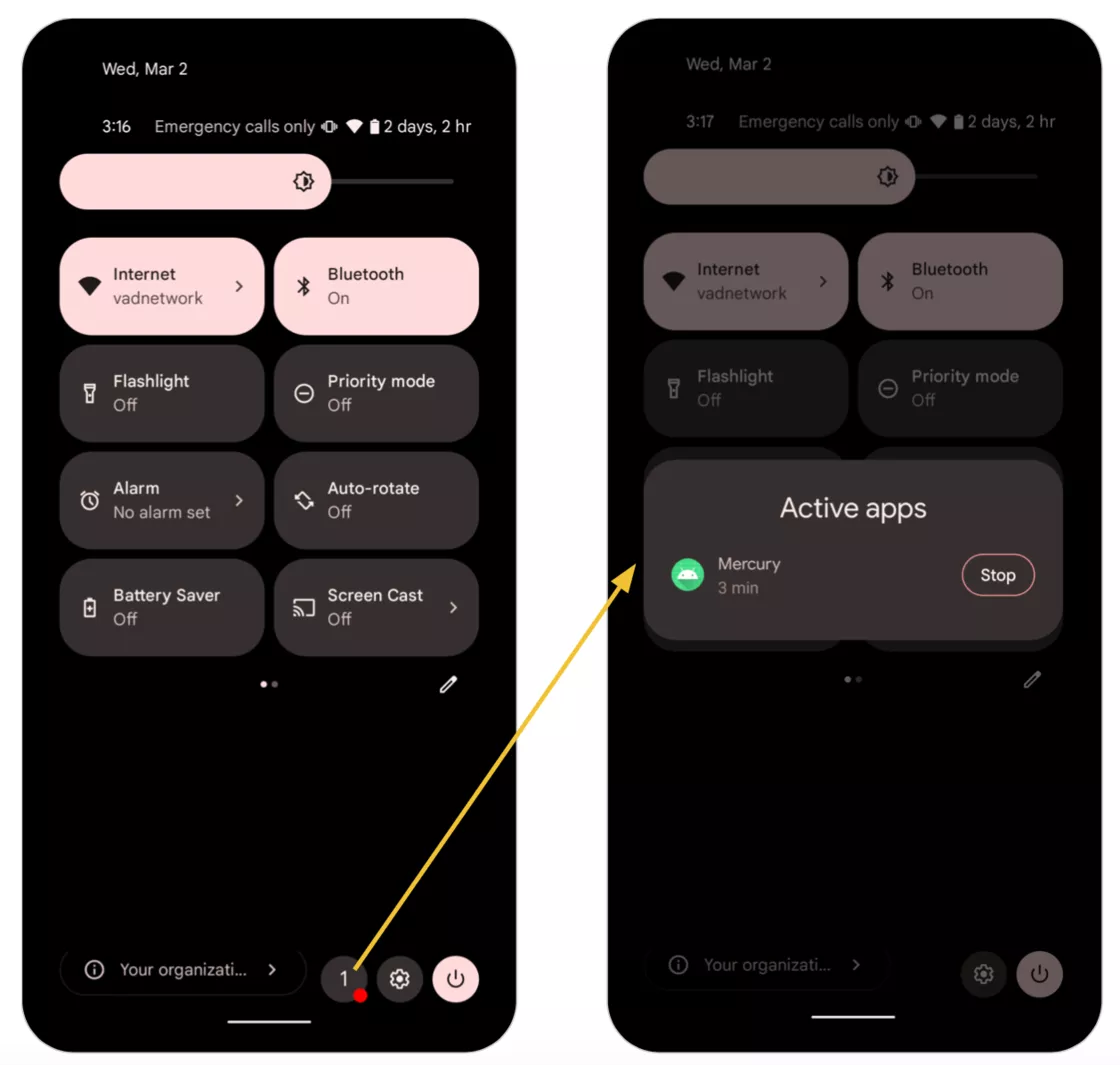 Wed, Mar 2
3:16 Emergency calls only 2 days, 2 hr
Internet
vadnetwork
Bluetooth
On
Flashlight
Off
Priority mode
Off
Alarm
No alarm set
Auto-rotate
Off
Battery Saver
Off
Screen Cast
Off
Your organizati...
1
Wed, Mar 2
3:17 Emergency calls only 2 days, 2 hr
Internet
vadnetwork
Bluetooth
On
Flashlight
Off
Priority mode
Off
Active apps
Mercury
3 min
Stop
Your organizati...